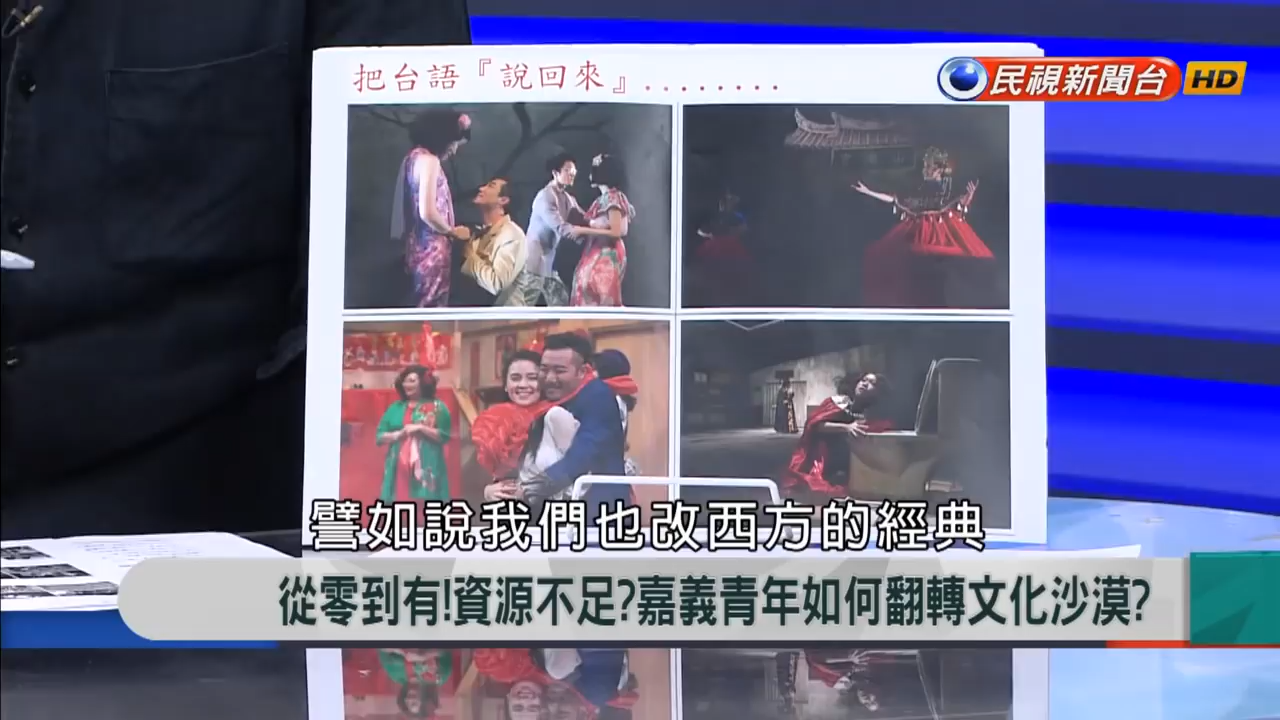 把台語『說回來』........
民視新聞台 HD
譬如說我們也改西方的經典
從零到有!資源不足?嘉義青年如何翻轉文化沙漠?